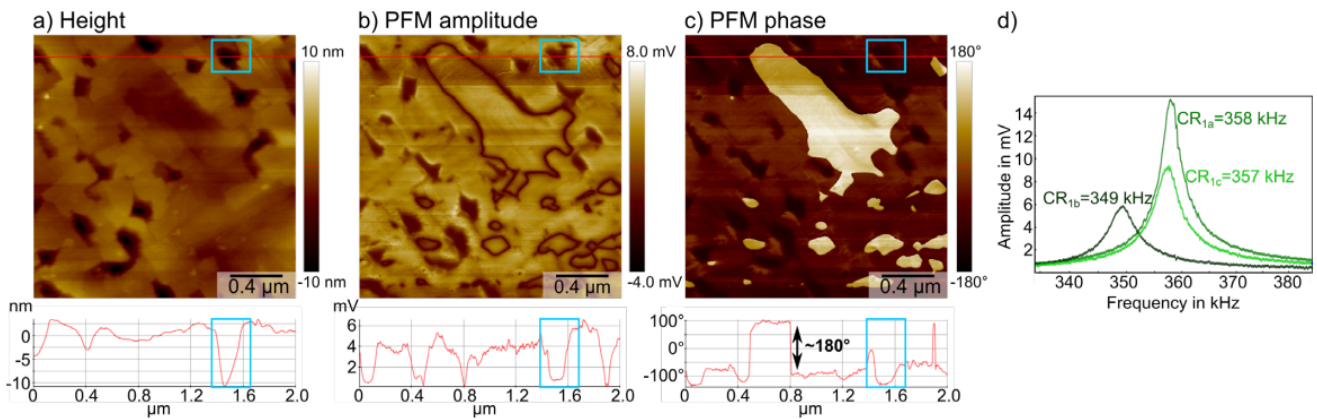 a) Height
10 nm
-10 nm
0.4 µm
nm
0
-10
0
0.4
0.8
1.2
1.6
2.0
µm
b) PFM amplitude
8.0 mV
-4.0 mV
0.4 µm
mV
6
4
2
0
0.4
0.8
1.2
1.6
2.0
µm
c) PFM phase
180°
-180°
0.4 µm
100°
0°
-100°
~180°
0
0.4
0.8
1.2
1.6
2.0
µm
d)
Amplitude in mV
14
12
10
8
6
4
2
CR1a=358 kHz
CR1c=357 kHz
CR1b=349 kHz
340
350
360
370
380
Frequency in kHz